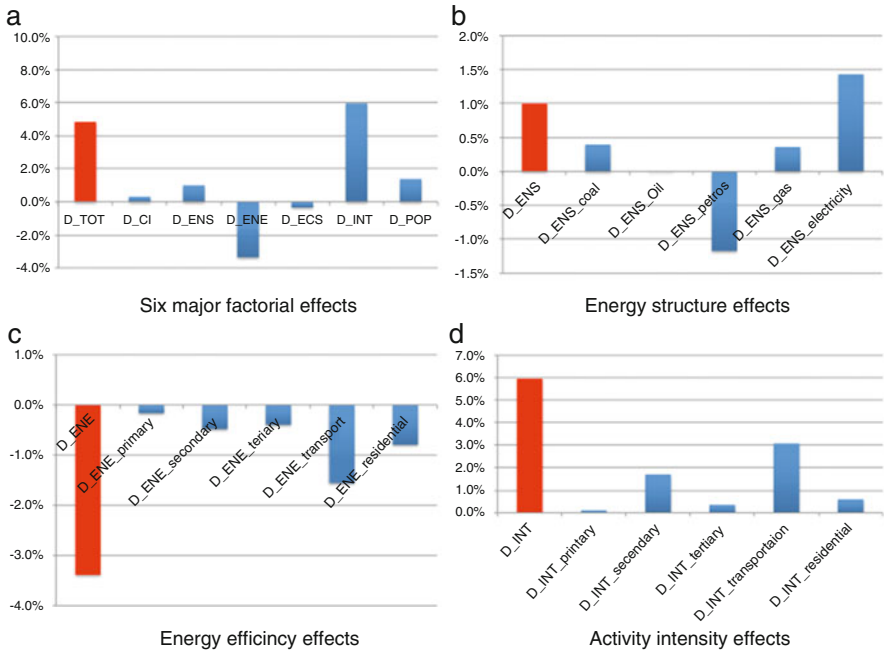 a
10.0%
8.0%
6.0%
4.0%
2.0%
0.0%
-2.0%
-4.0%
D_TOT D_CI D_ENS D_ENE D_ECS D_INT D_POP
Six major factorial effects
b
2.0%
1.5%
1.0%
0.5%
0.0%
-0.5%
-1.0%
-1.5%
D_ENS
D_ENS_coal
D_ENS_Oil
D_ENS_petros
D_ENS_gas
D_ENS_electricity
Energy structure effects
c
1.0%
0.0%
-1.0%
-2.0%
-3.0%
-4.0%
D_ENE
D_ENE_primary
D_ENE_secondary
D_ENE_teriary
D_ENE_transport
D_ENE_residential
Energy efficincy effects
d
7.0%
6.0%
5.0%
4.0%
3.0%
2.0%
1.0%
0.0%
D_INT
D_INT_printary
D_INT_secendary
D_INT_tertiary
D_INT_transportaion
D_INT_residential
Activity intensity effects